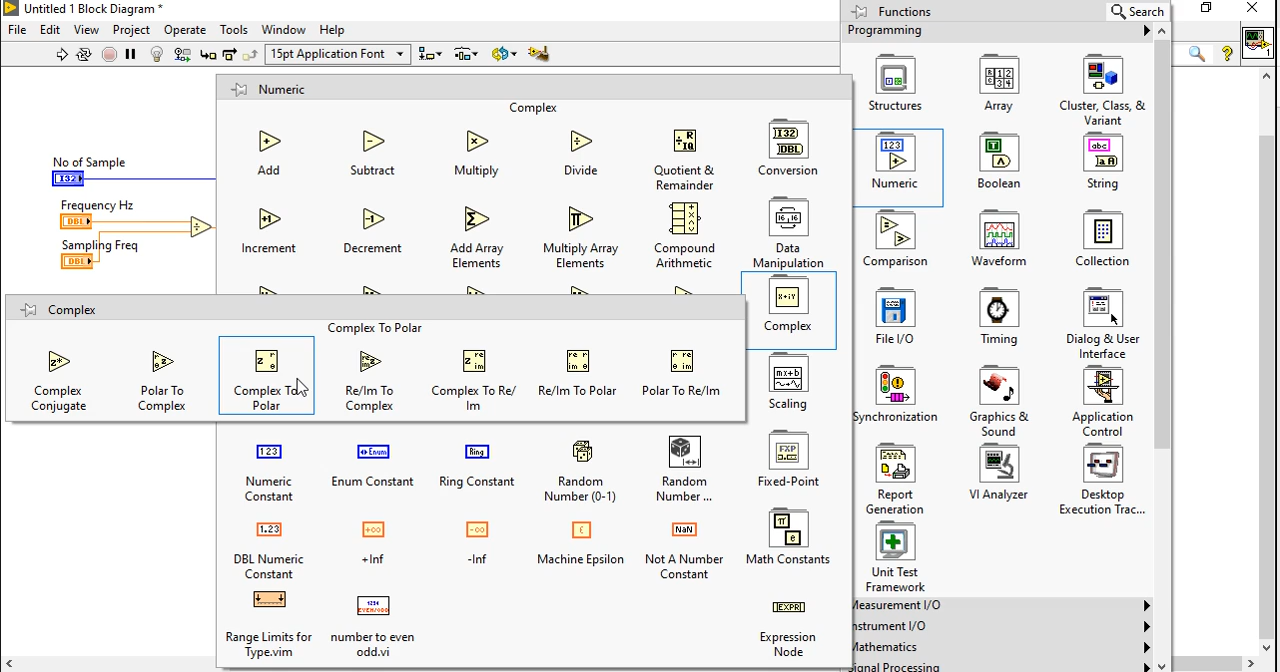 Untitled 1 Block Diagram *
File Edit View Project Operate Tools Window Help
15pt Application Font
Functions
Search
Programming
Structures
Array
Cluster, Class, &
Variant
Numeric
Boolean
String
Comparison
Waveform
Collection
File I/O
Timing
Dialog & User
Interface
Synchronization
Graphics &
Sound
Application
Control
Report
Generation
VI Analyzer
Desktop
Execution Trac...
Unit Test
Framework
Measurement I/O
nstrument I/O
Mathematics
Signal Processing
No of Sample
I32
Frequency Hz
DBL
Sampling Freq
DBL
Numeric
Complex
Add
Subtract
Multiply
Divide
Quotient &
Remainder
Conversion
Increment
Decrement
Add Array
Elements
Multiply Array
Elements
Compound
Arithmetic
Data
Manipulation
Complex
Scaling
Complex
Complex To Polar
Complex
Conjugate
Polar To
Complex
Complex To
Polar
Re/Im To
Complex
Complex To Re/
Im
Re/Im To Polar
Polar To Re/Im
Numeric
Constant
Enum Constant
Ring Constant
Random
Number (0-1)
Random
Number ...
Fixed-Point
DBL Numeric
Constant
+Inf
-Inf
Machine Epsilon
Not A Number
Constant
Math Constants
Range Limits for
Type.vim
number to even
odd.vi
Expression
Node